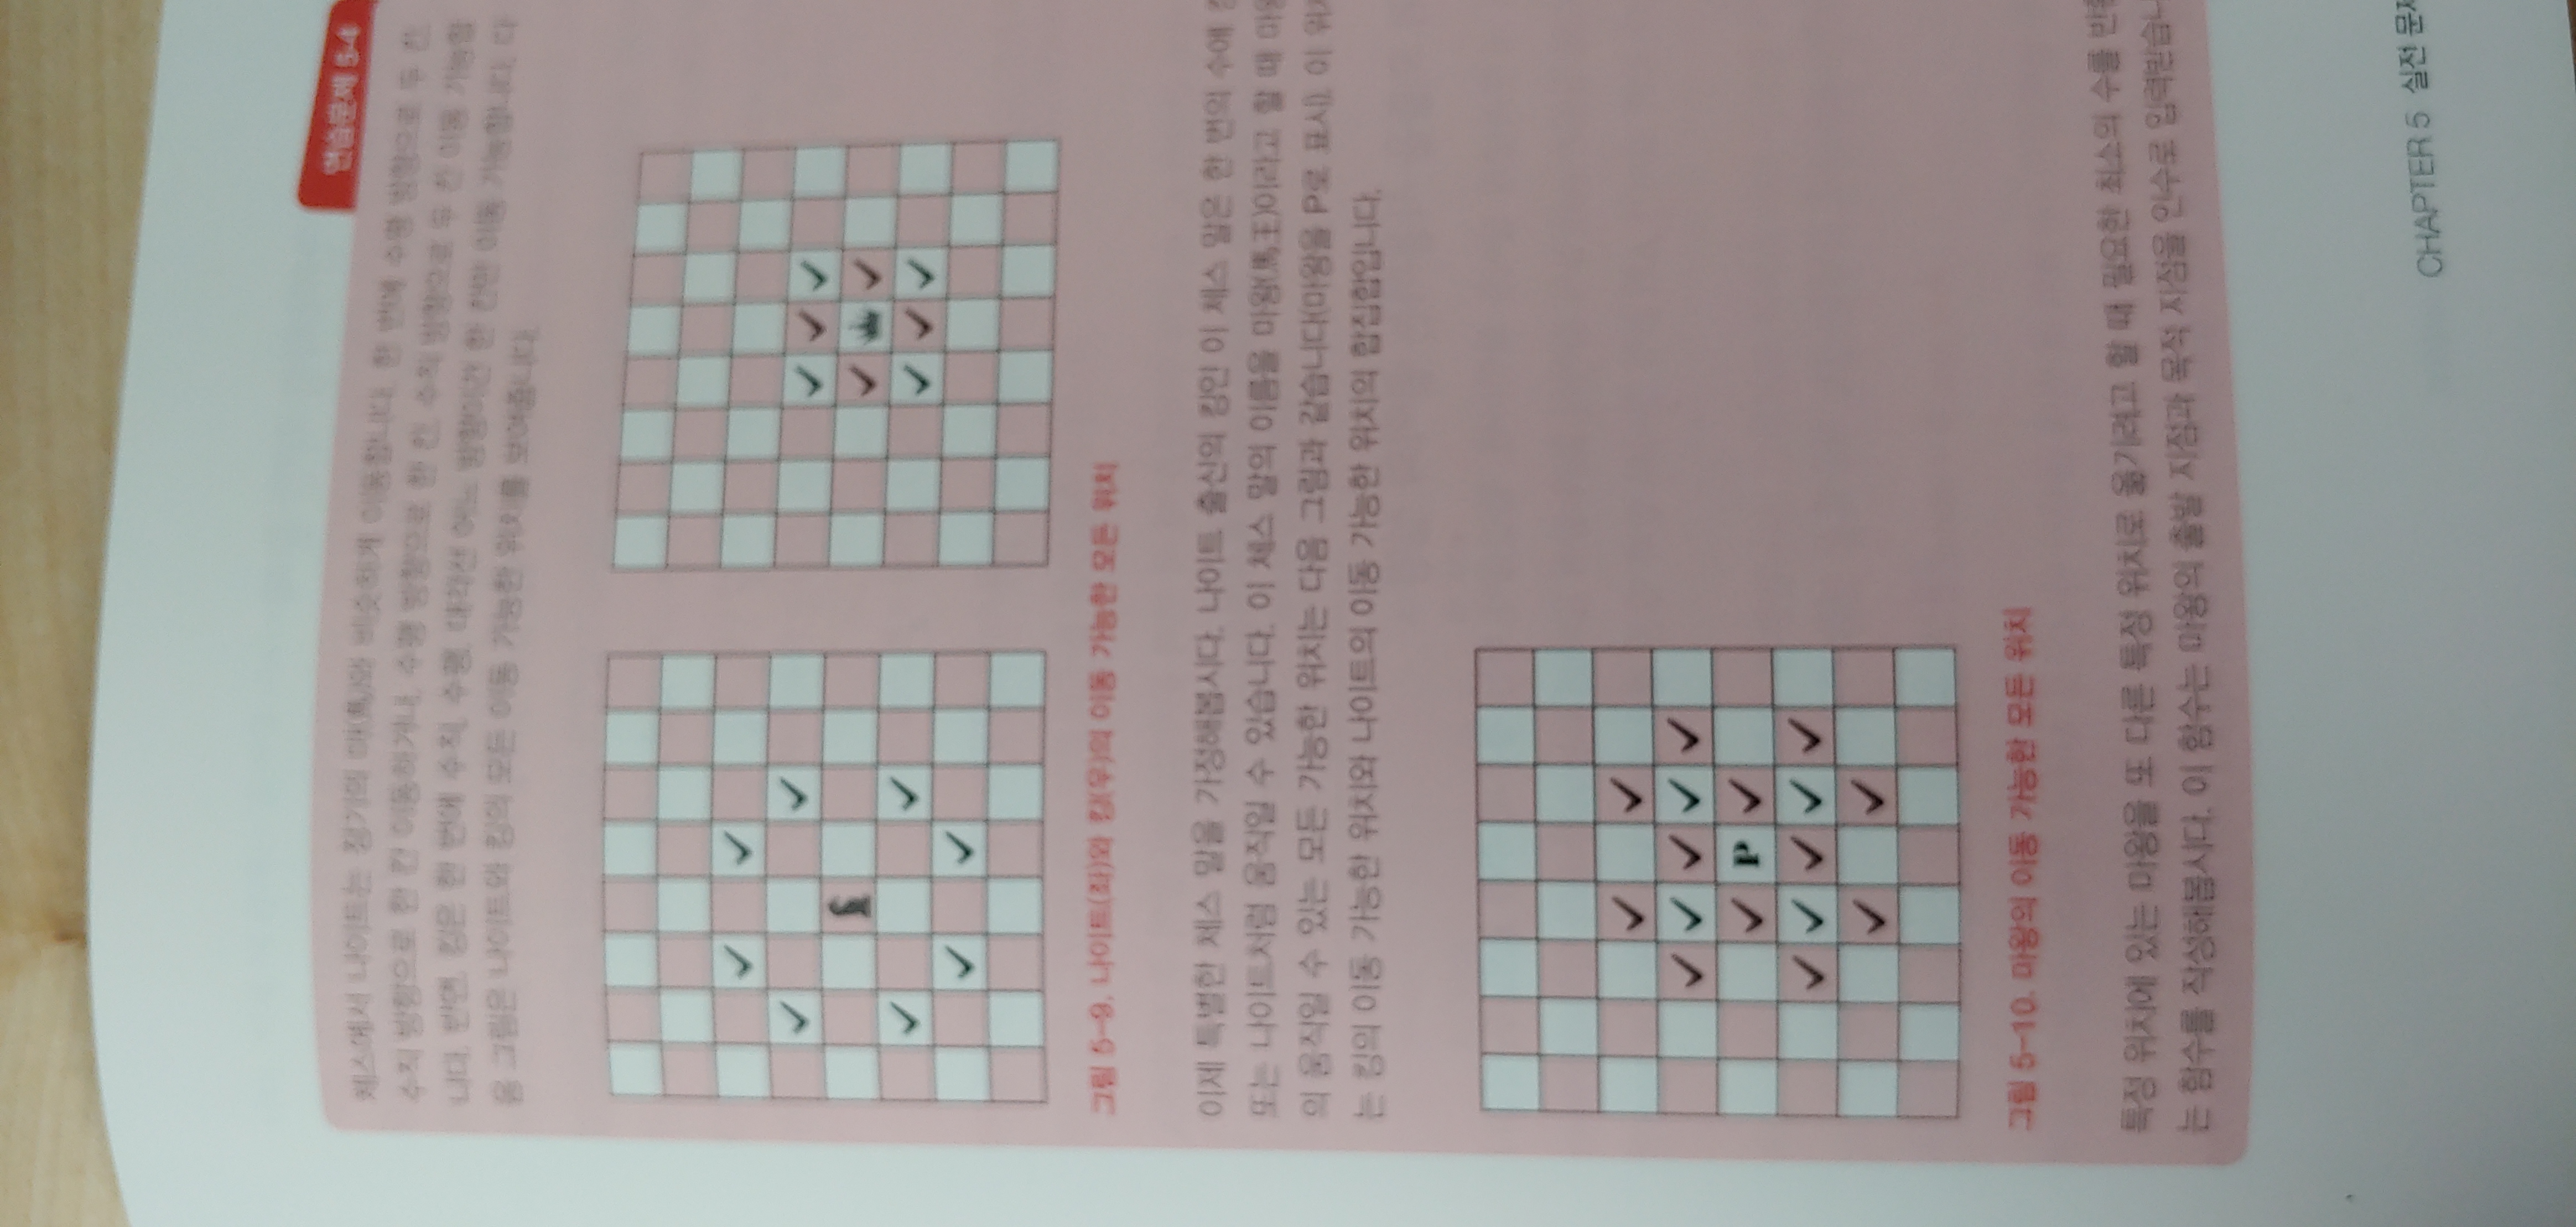 연습문제 5-4
체스에서 나이트는 장기의 마(馬)와 비슷하게 이동합니다. 한 번에 수평 방향으로 두 칸,
수직 방향으로 한 칸 이동하거나, 수평 방향으로 한 칸, 수직 방향으로 두 칸 이동 가능합
니다. 반면, 킹은 한 번에 수직, 수평, 대각선 어느 방향이건 한 칸만 이동 가능합니다. 다
음 그림은 나이트와 킹의 모든 이동 가능한 위치를 보여줍니다.
그림 5-9. 나이트(좌)와 킹(우)의 이동 가능한 모든 위치
이제 특별한 체스 말을 가정해봅시다. 나이트 출신의 킹인 이 체스 말은 한 번의 수에
또는 나이트처럼 움직일 수 있습니다. 이 체스 말의 이름을 마왕(馬王)이라고 할 때 마왕
의 움직일 수 있는 모든 가능한 위치는 다음 그림과 같습니다(마왕을 P로 표시). 이 위치
는 킹의 이동 가능한 위치와 나이트의 이동 가능한 위치의 합집합입니다.
P
그림 5-10. 마왕의 이동 가능한 모든 위치
특정 위치에 있는 마왕을 또 다른 특정 위치로 옮기려고 할 때 필요한 최소의 수를 반환
는 함수를 작성해봅시다. 이 함수는 마왕의 출발 지점과 목적 지점을 인수로 입력받습니
CHAPTER 5 실전 문제